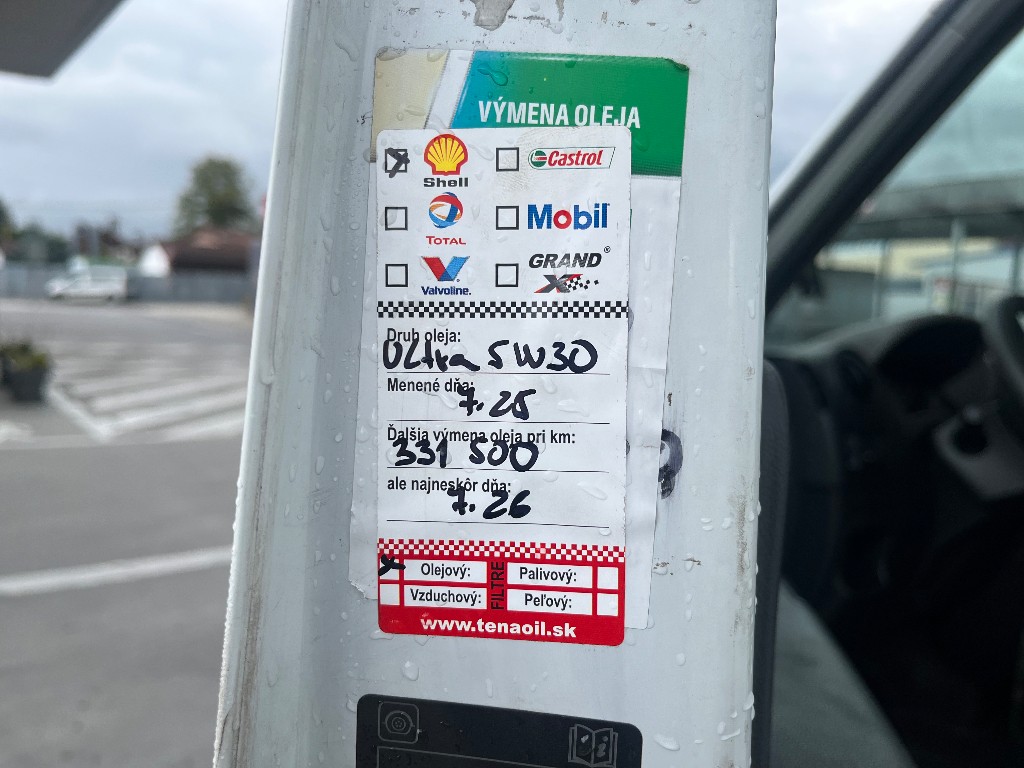 VÝMENA OLEJA
Shell Castrol
TOTAL Mobil
Valvoline. GRAND X®
Druh oleja:
Ultra 5W30
Menené dňa:
7.25
Ďalšia výmena oleja pri km:
331 500
ale najneskôr dňa:
7.26
Olejový: FILTRE Palivový:
Vzduchový: Peľový:
www.tenaoil.sk